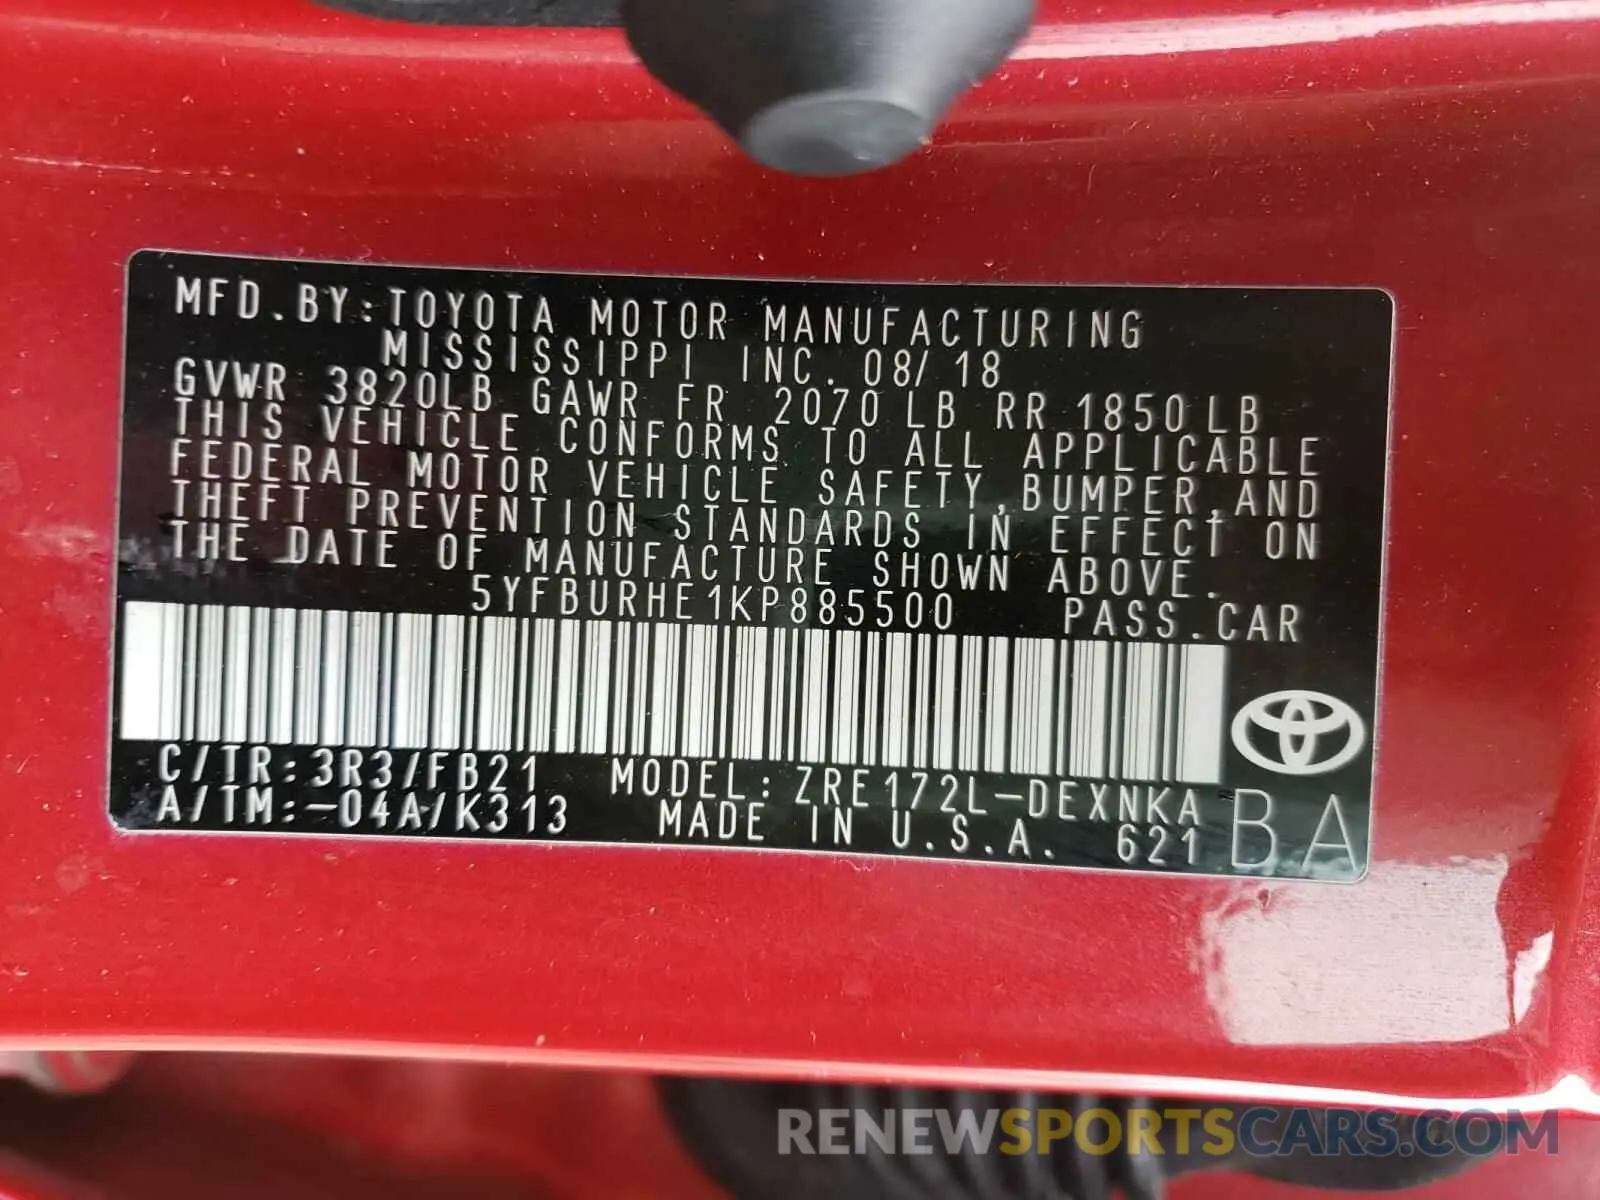 MFD.BY:TOYOTA MOTOR MANUFACTURING
MISSISSIPPI INC. 08/18
GVWR 3820LB GAWR FR 2070LB RR 1850LB
THIS VEHICLE CONFORMS TO ALL APPLICABLE
FEDERAL MOTOR VEHICLE SAFETY,BUMPER,AND
THEFT PREVENTION STANDARDS IN EFFECT ON
THE DATE OF MANUFACTURE SHOWN ABOVE.
5YFBURHE1KP885500 PASS.CAR
C/TR:3R3/FB21 MODEL:ZRE172L-DEXNKA
A/TM:-04A/K313 MADE IN U.S.A. 621 BA
RENEWSPORTSCARS.COM